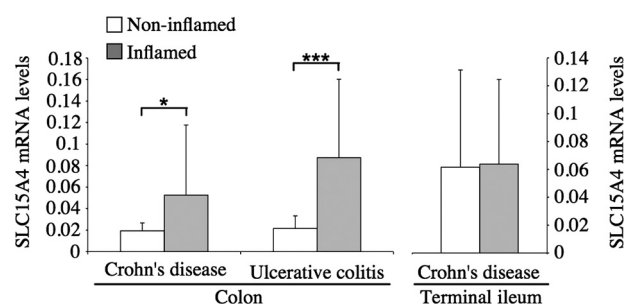 Non-inflamed
Inflamed
SLC15A4 mRNA levels
0.18
0.16
0.14
0.12
0.1
0.08
0.06
0.04
0.02
0
*
***
Crohn's disease
Ulcerative colitis
Colon
0.14
0.12
0.1
0.08
0.06
0.04
0.02
0
SLC15A4 mRNA levels
Crohn's disease
Terminal ileum